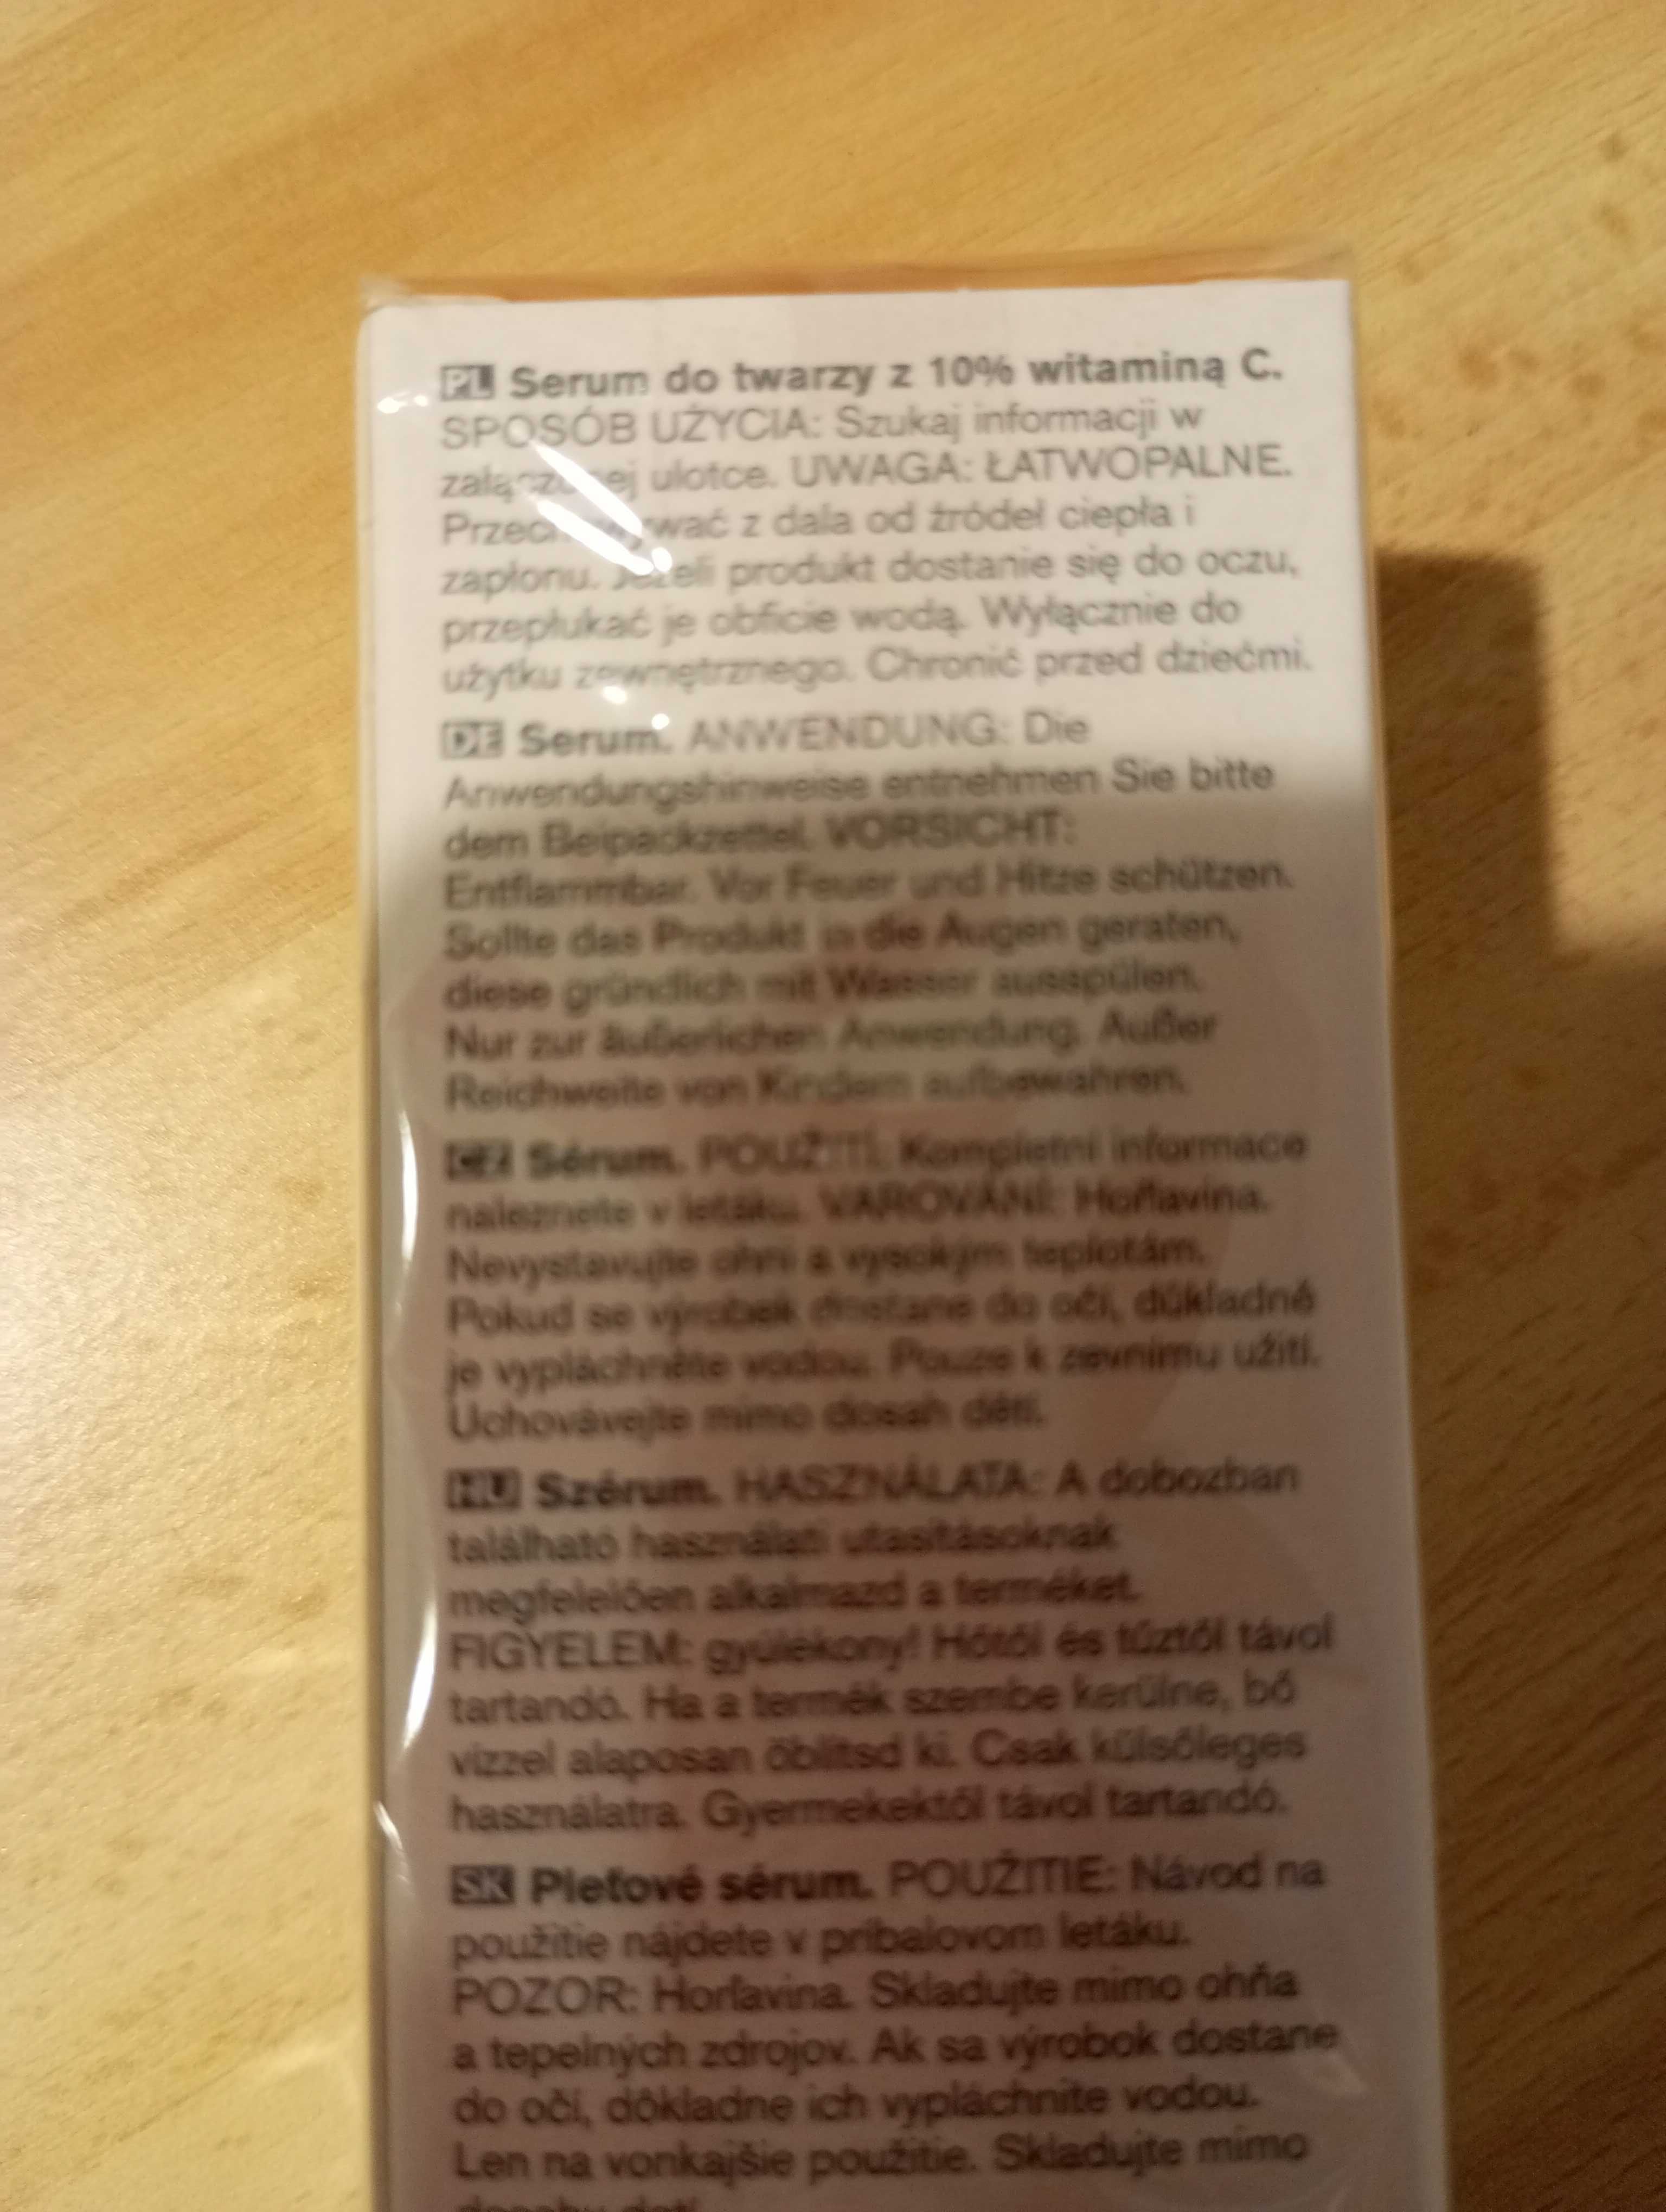 PL Serum do twarzy z 10% witaminą C.
SPOSÓB UŻYCIA: Szukaj informacji w
załączonej ulotce. UWAGA: ŁATWOPALNE.
Przechowywać z dala od źródeł ciepła i
zapłonu. Jeżeli produkt dostanie się do oczu,
przepłukać je obficie wodą. Wyłącznie do
użytku zewnętrznego. Chronić przed dziećmi.
DE Serum. ANWENDUNG: Die
Anwendungshinweise entnehmen Sie bitte
dem Beipackzettel. VORSICHT:
Entflammbar. Vor Feuer und Hitze schützen.
Sollte das Produkt in die Augen geraten,
diese gründlich mit Wasser ausspülen.
Nur zur äußerlichen Anwendung. Außer
Reichweite von Kindern aufbewahren.
CZ Sérum. POUŽITÍ: Kompletní informace
naleznete v letáku. VAROVÁNÍ: Hořlavina.
Nevystavujte ohni a vysokým teplotám.
Pokud se výrobek dostane do očí, důkladně
je vypláchněte vodou. Pouze k zevnímu užití.
Uchovávejte mimo dosah dětí.
HU Szérum. HASZNÁLATA: A dobozban
található használati utasításoknak
megfelelően alkalmazd a terméket.
FIGYELEM: gyúlékony! Hőtől és tűztől távol
tartandó. Ha a termék szembe kerülne, bő
vízzel alaposan öblítsd ki. Csak külsőleges
használatra. Gyermekektől távol tartandó.
SK Pleťové sérum. POUŽITIE: Návod na
použitie nájdete v príbalovom letáku.
POZOR: Horľavina. Skladujte mimo ohňa
a tepelných zdrojov. Ak sa výrobok dostane
do očí, dôkladne ich vypláchnite vodou.
Len na vonkajšie použitie. Skladujte mimo